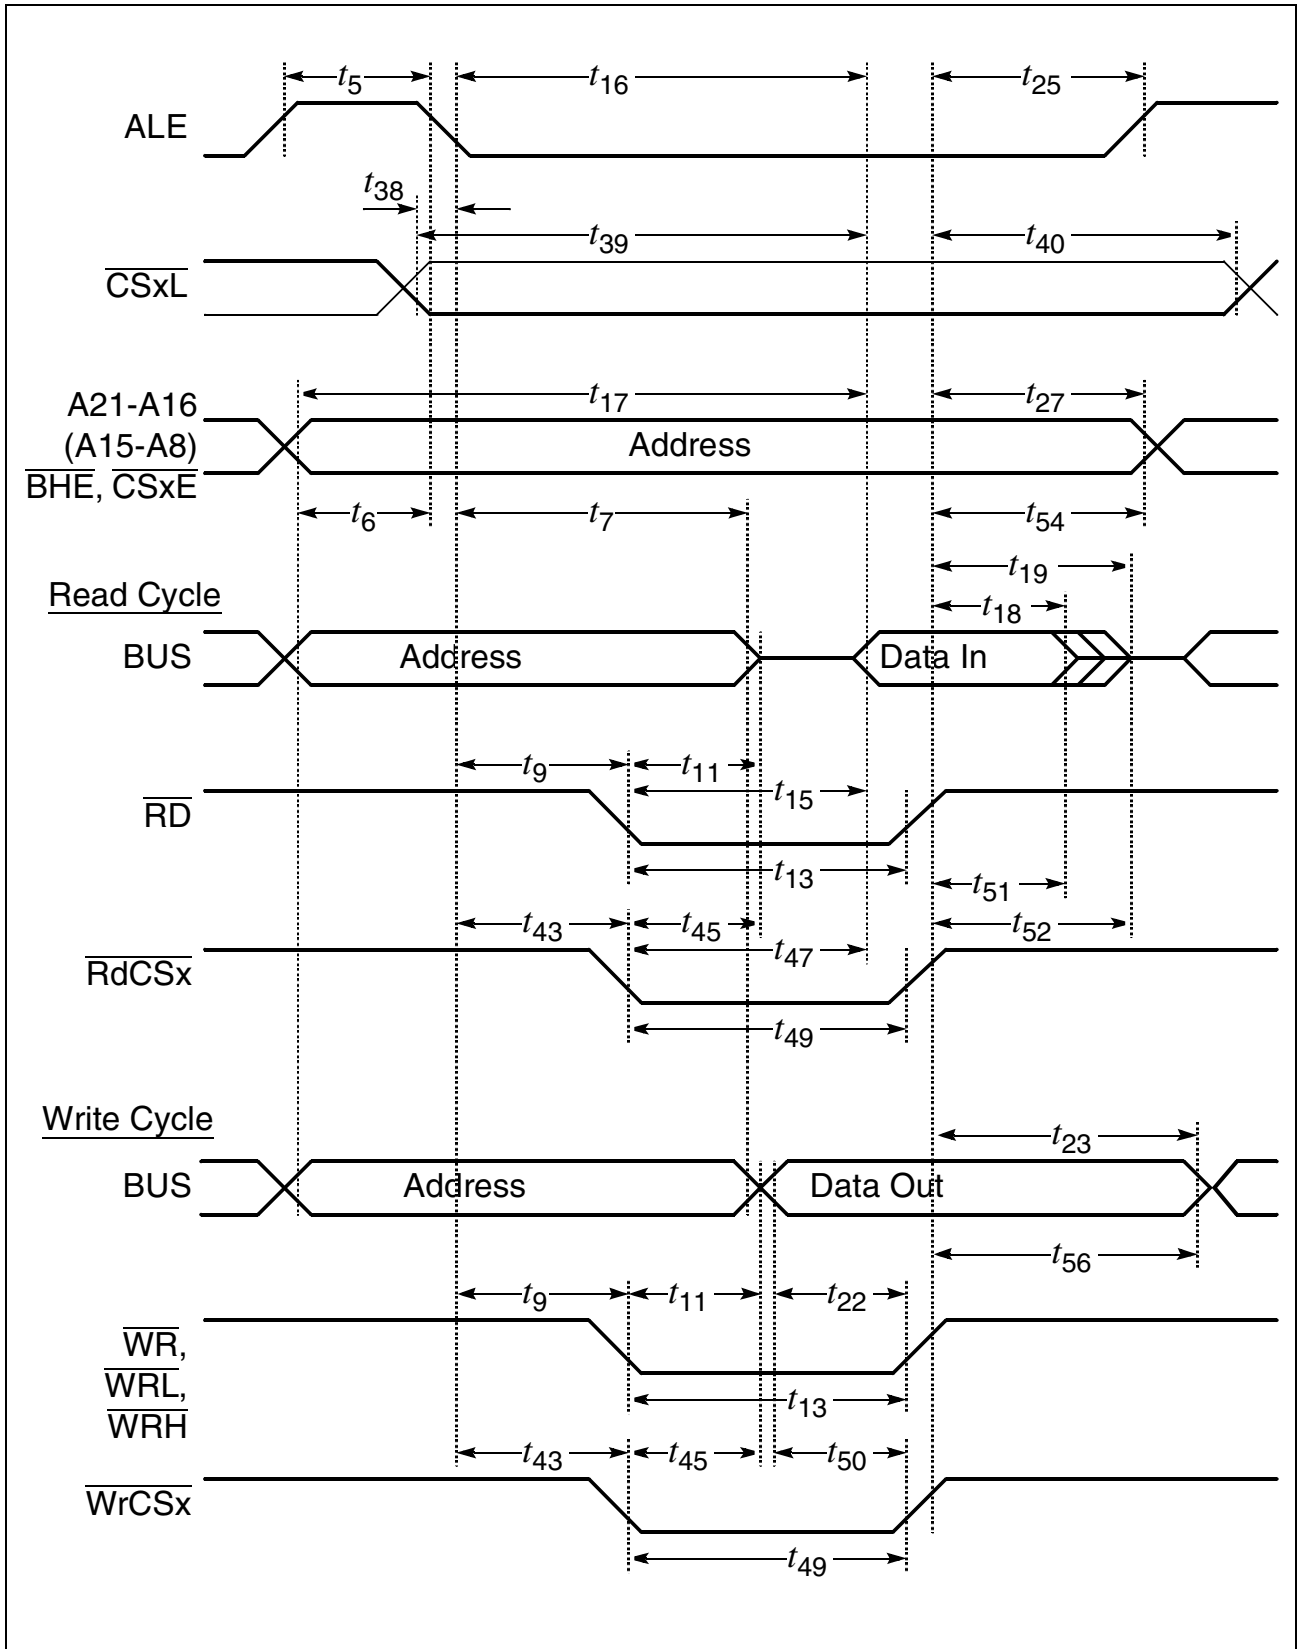 t5 t16 t25
ALE
t38
t39 t40
CSxL
t17 t27
A21-A16
(A15-A8)
BHE, CSxE
Address
t6 t7 t54
t19
Read Cycle
t18
BUS Address Data In
t9 t11
t15
RD
t13
t51
t43 t45 t52
t47
RdCSx
t49
Write Cycle
t23
BUS Address Data Out
t56
t9 t11 t22
WR,
WRL,
WRH
t13
t43 t45 t50
WrCSx
t49